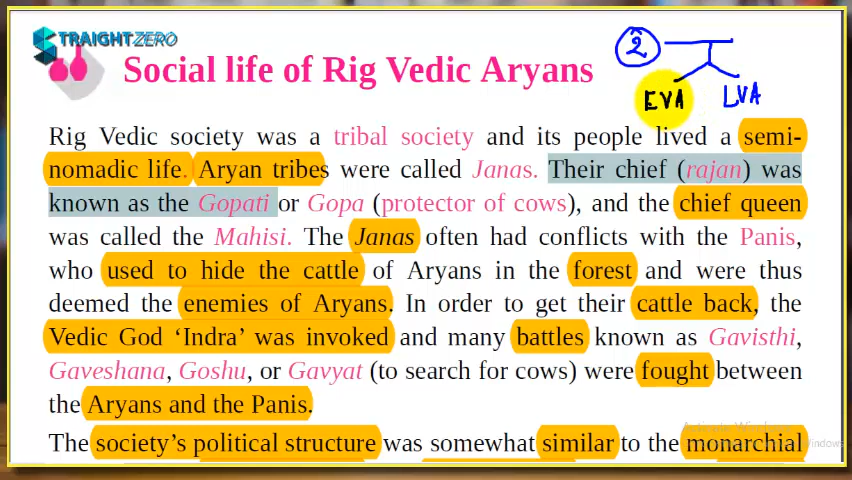 STRAIGHTZERO
Social life of Rig Vedic Aryans
2
EVA LVA
Rig Vedic society was a tribal society and its people lived a semi-
nomadic life. Aryan tribes were called Janas. Their chief (rajan) was
known as the Gopati or Gopa (protector of cows), and the chief queen
was called the Mahisi. The Janas often had conflicts with the Panis,
who used to hide the cattle of Aryans in the forest and were thus
deemed the enemies of Aryans. In order to get their cattle back, the
Vedic God ‘Indra’ was invoked and many battles known as Gavisthi,
Gaveshana, Goshu, or Gavyat (to search for cows) were fought between
the Aryans and the Panis.
The society’s political structure was somewhat similar to the monarchial